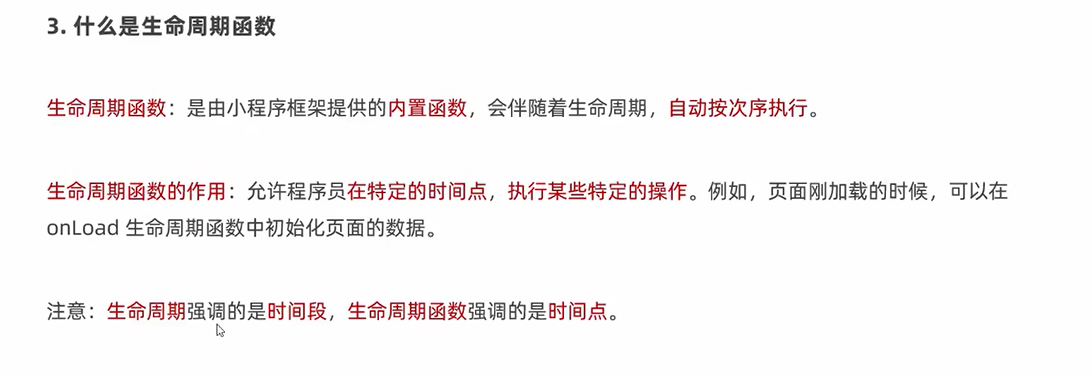 3. 什么是生命周期函数
生命周期函数：是由小程序框架提供的内置函数，会伴随着生命周期，自动按次序执行。
生命周期函数的作用：允许程序员在特定的时间点，执行某些特定的操作。例如，页面刚加载的时候，可以在
onLoad 生命周期函数中初始化页面的数据。
注意：生命周期强调的是时间段，生命周期函数强调的是时间点。